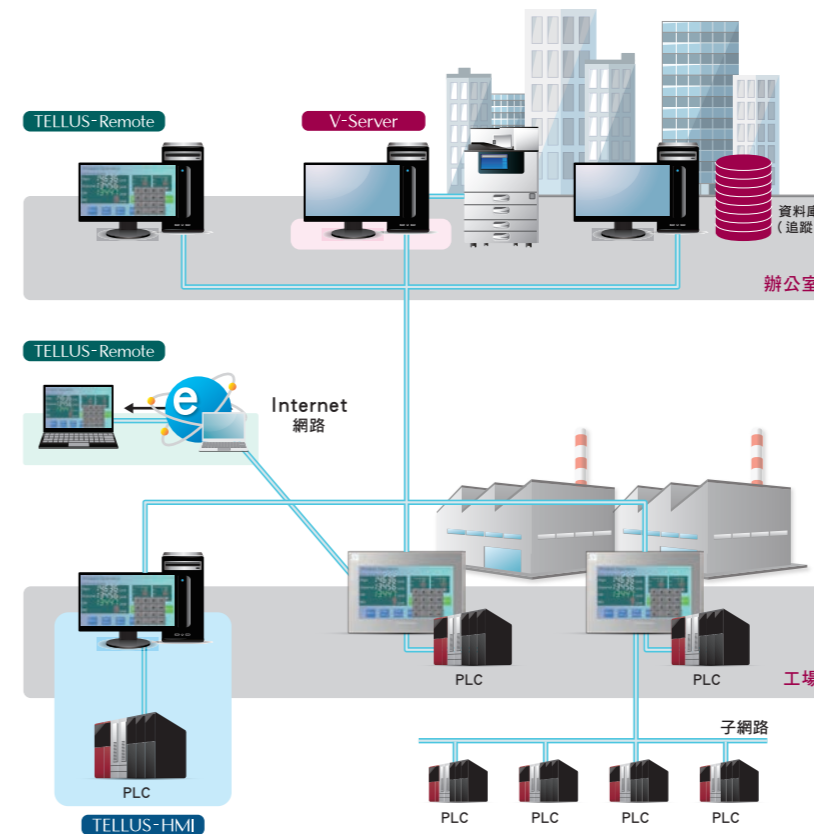 TELLUS-Remote
V-Server
資料庫
（追蹤
辦公室
TELLUS-Remote
Internet
網路
PLC
PLC
工場
子網路
PLC
PLC
PLC
PLC
PLC
TELLUS-HMI